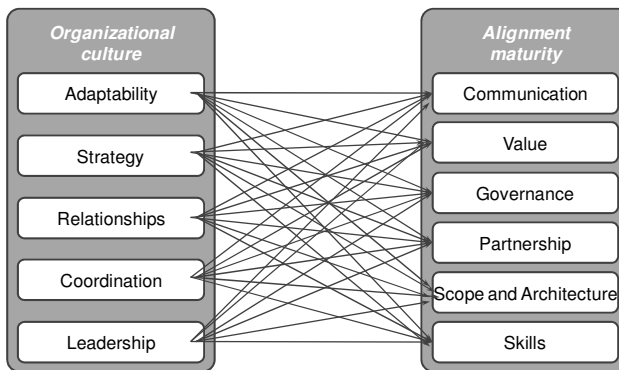 Organizational
culture
Adaptability
Strategy
Relationships
Coordination
Leadership
Alignment
maturity
Communication
Value
Governance
Partnership
Scope and Architecture
Skills